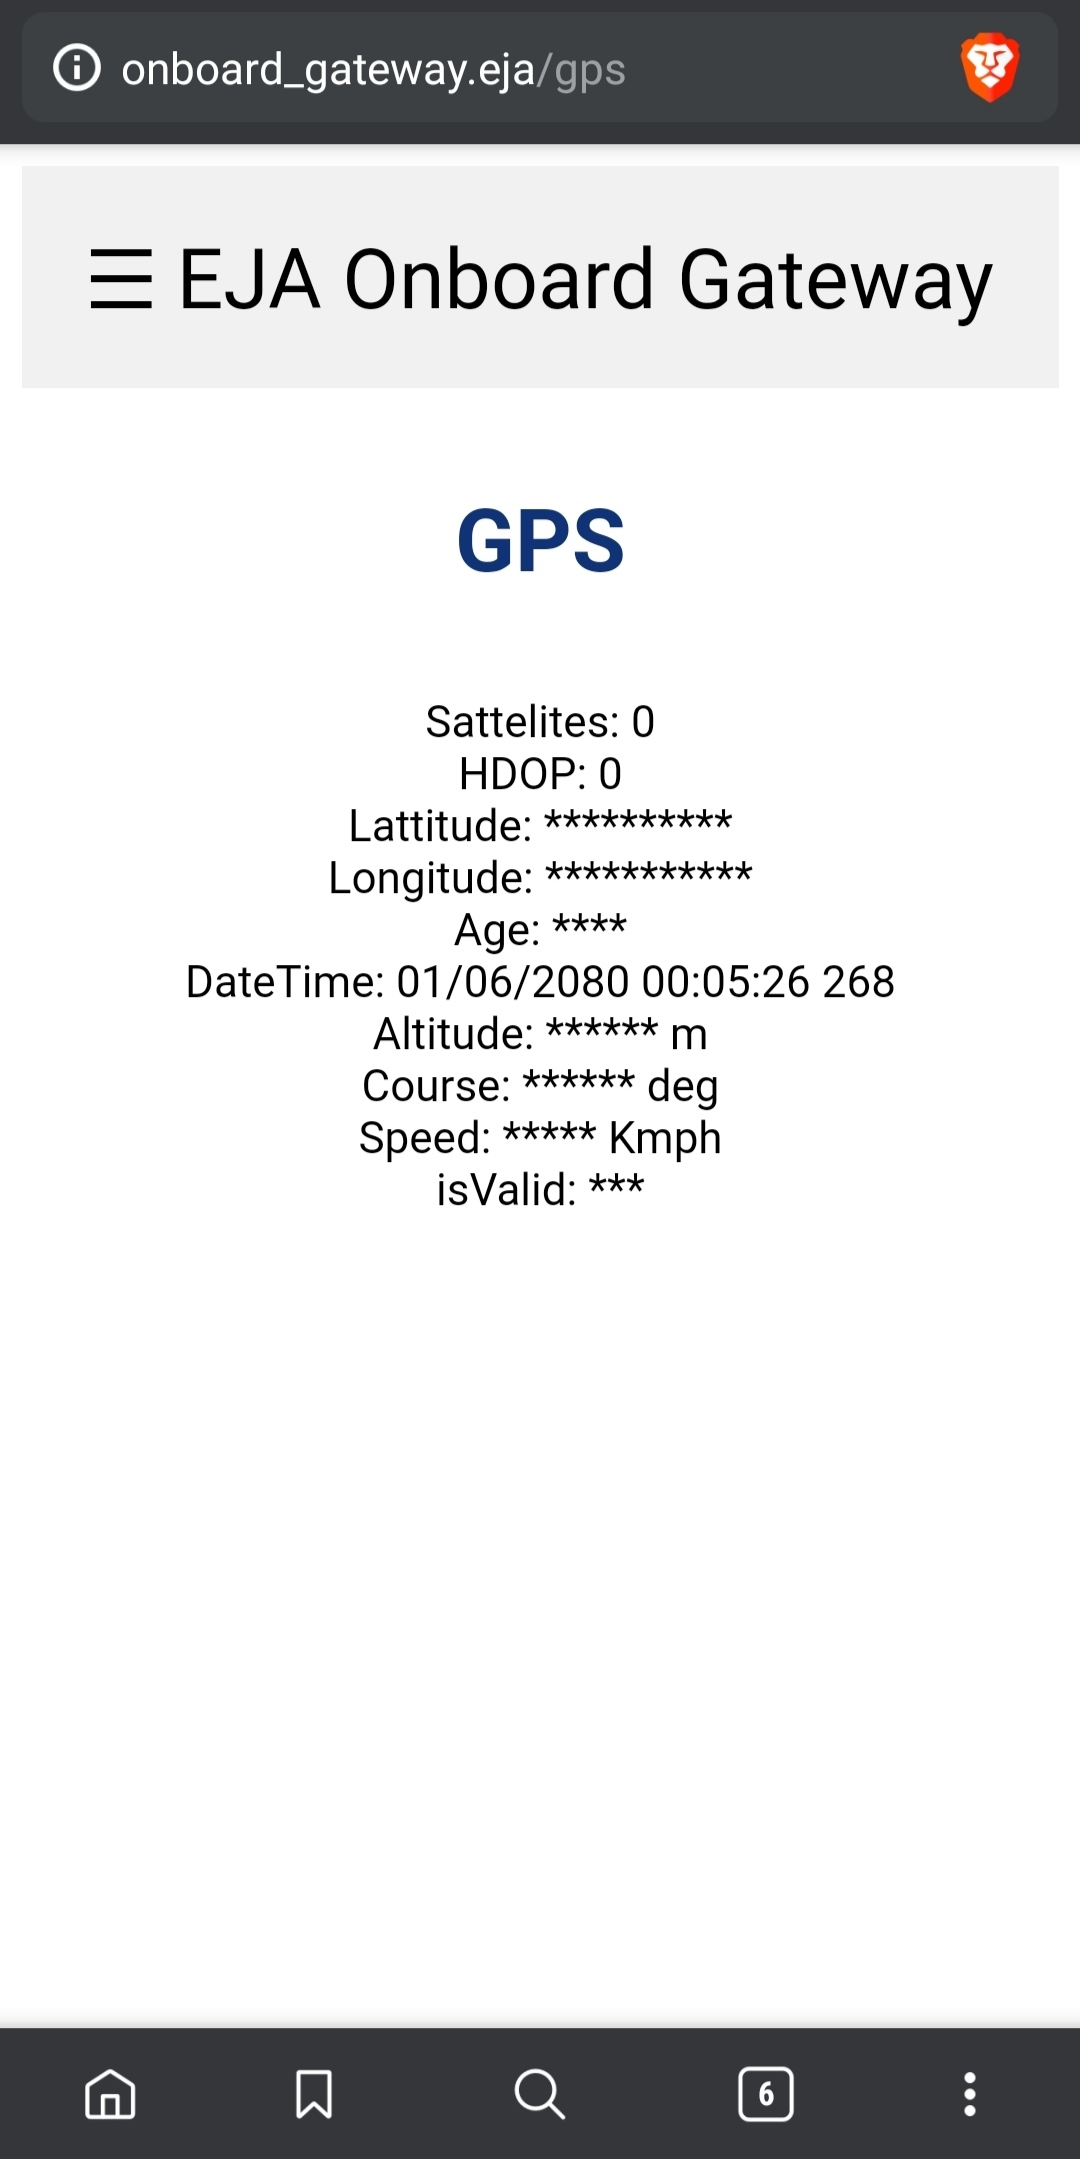 onboard_gateway.eja/gps
☰ EJA Onboard Gateway
GPS
Sattelites: 0
HDOP: 0
Lattitude: **********
Longitude: ***********
Age: ****
DateTime: 01/06/2080 00:05:26 268
Altitude: ****** m
Course: ****** deg
Speed: ***** Kmph
isValid: ***
6